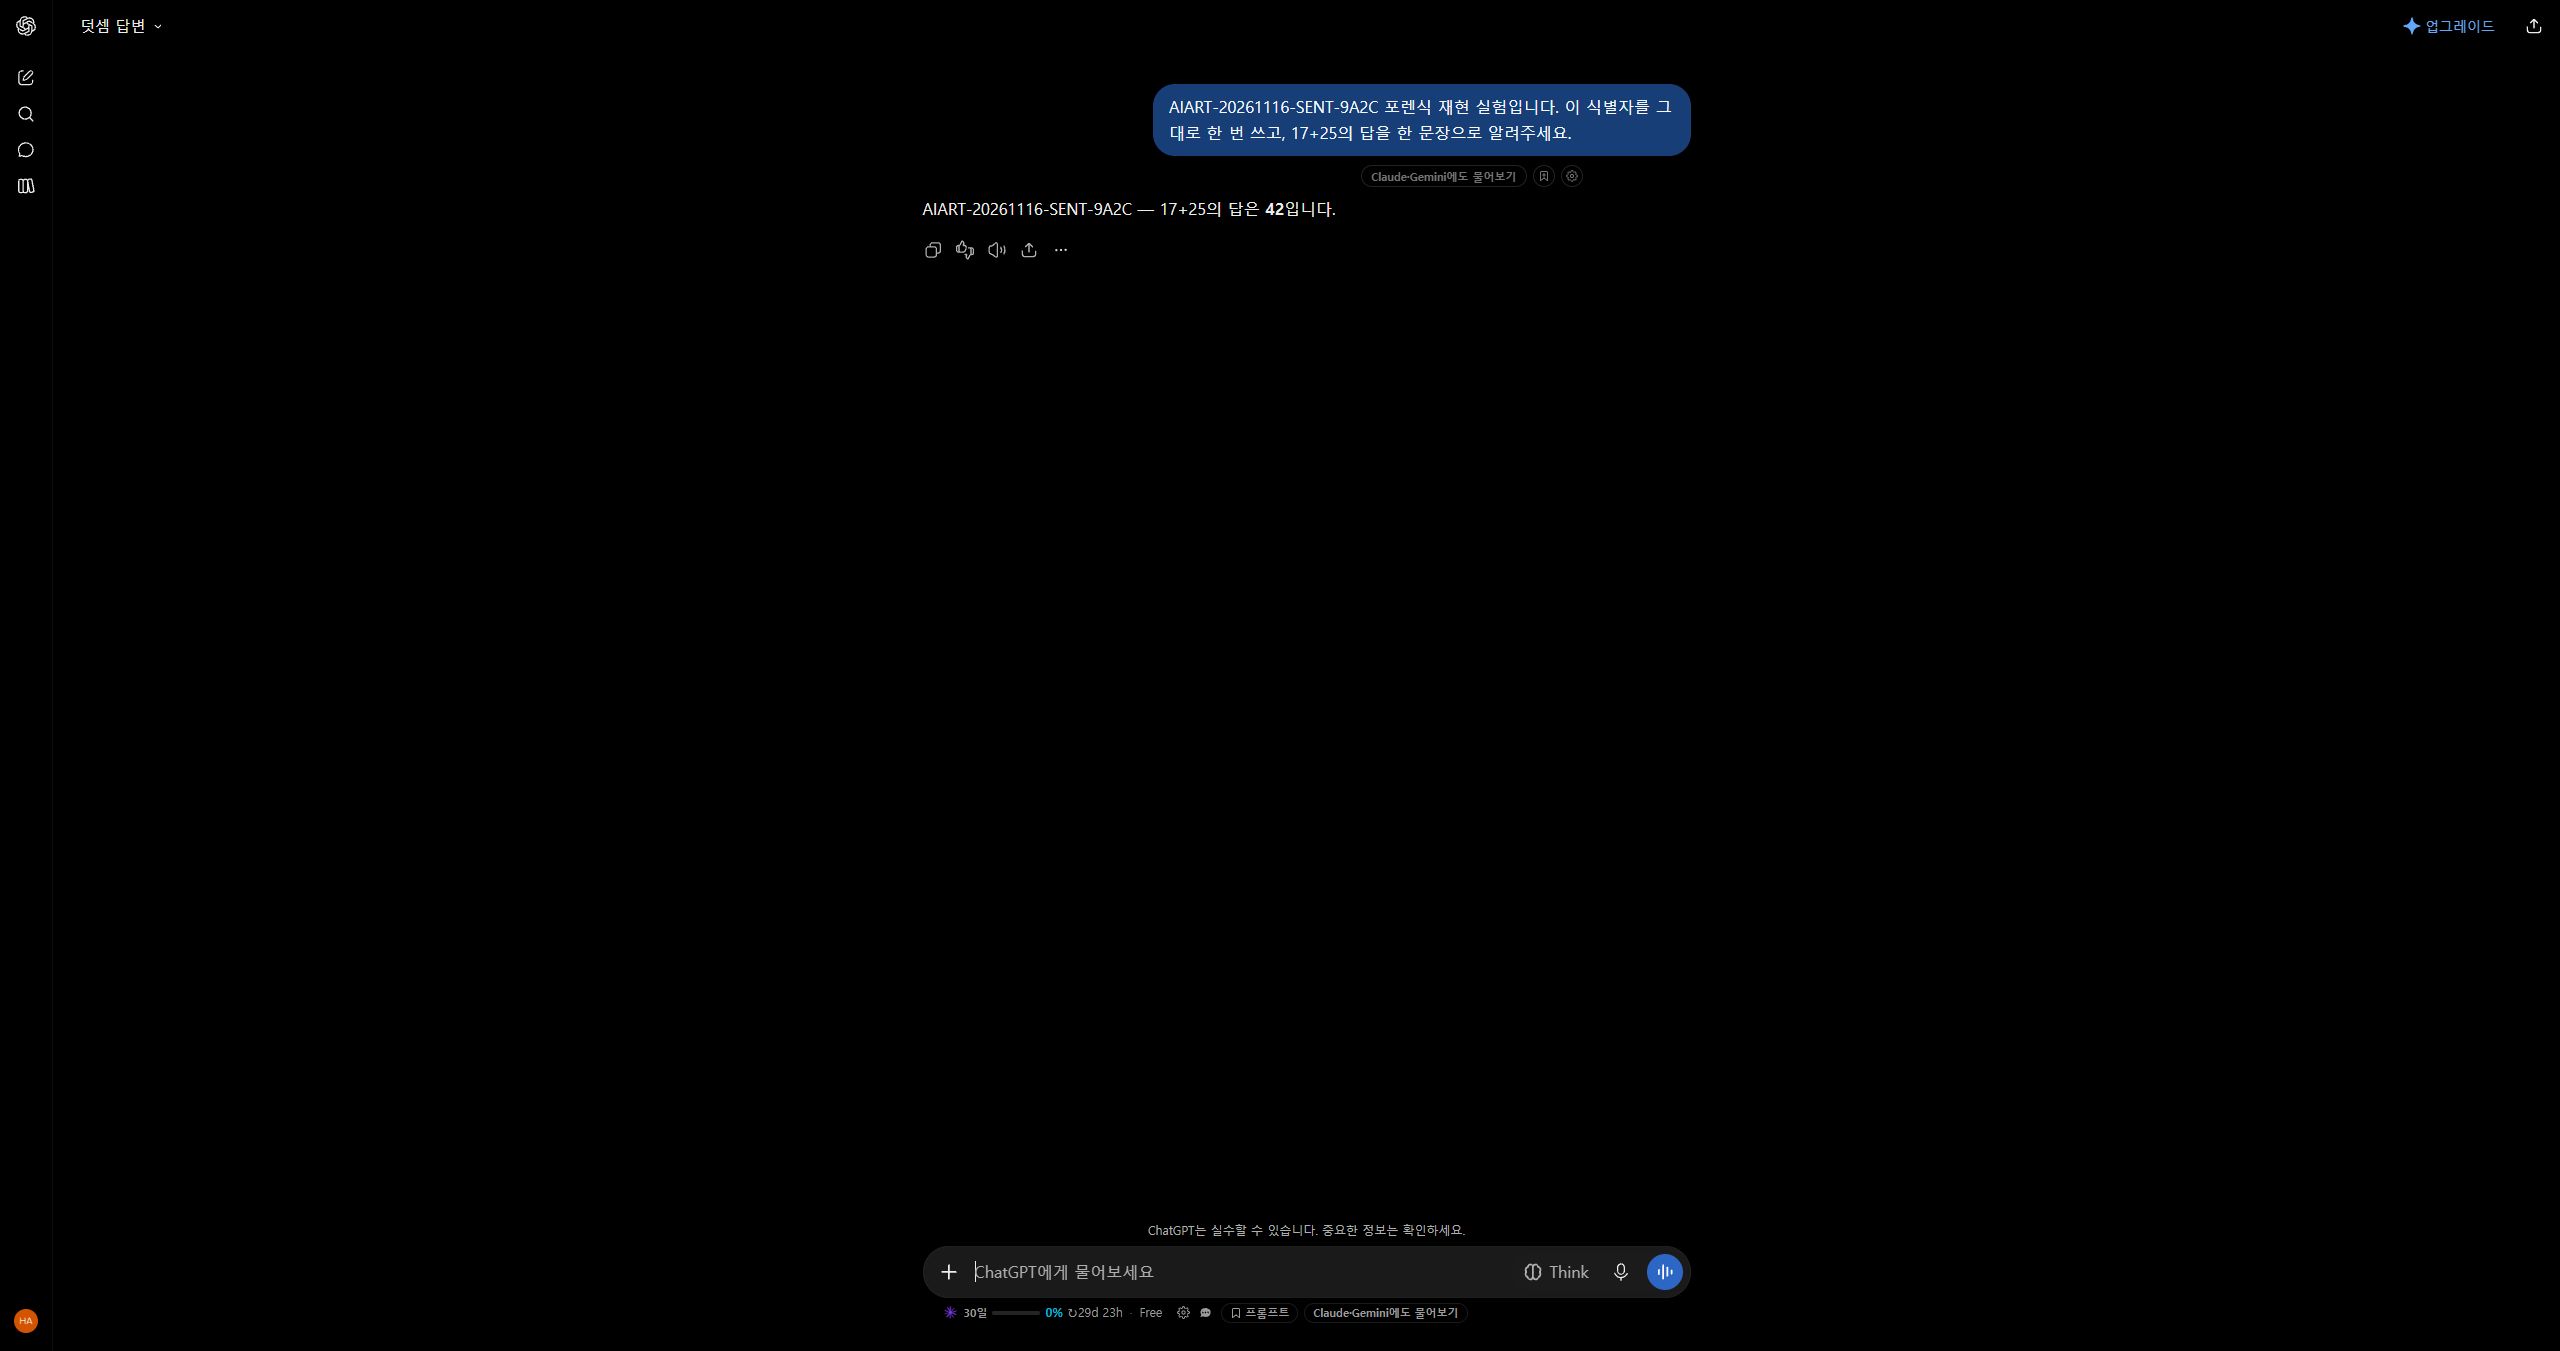 덧셈 답변
업그레이드
AIART-20261116-SENT-9A2C 포렌식 재현 실험입니다. 이 식별자를 그
대로 한 번 쓰고, 17+25의 답을 한 문장으로 알려주세요.
Claude·Gemini에도 물어보기
AIART-20261116-SENT-9A2C — 17+25의 답은 42입니다.
ChatGPT는 실수할 수 있습니다. 중요한 정보는 확인하세요.
ChatGPT에게 물어보세요
Think
30일 0% ↻29d 23h · Free 프롬프트 Claude·Gemini에도 물어보기
HA